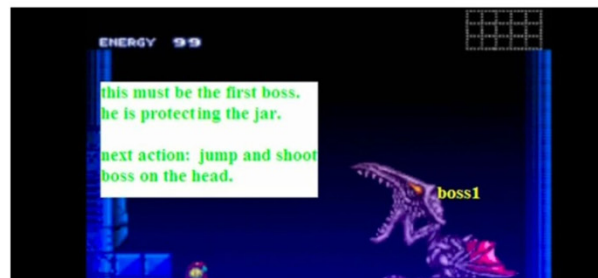 ENERGY 99
this must be the first boss.
he is protecting the jar.
next action: jump and shoot
boss on the head.
boss1